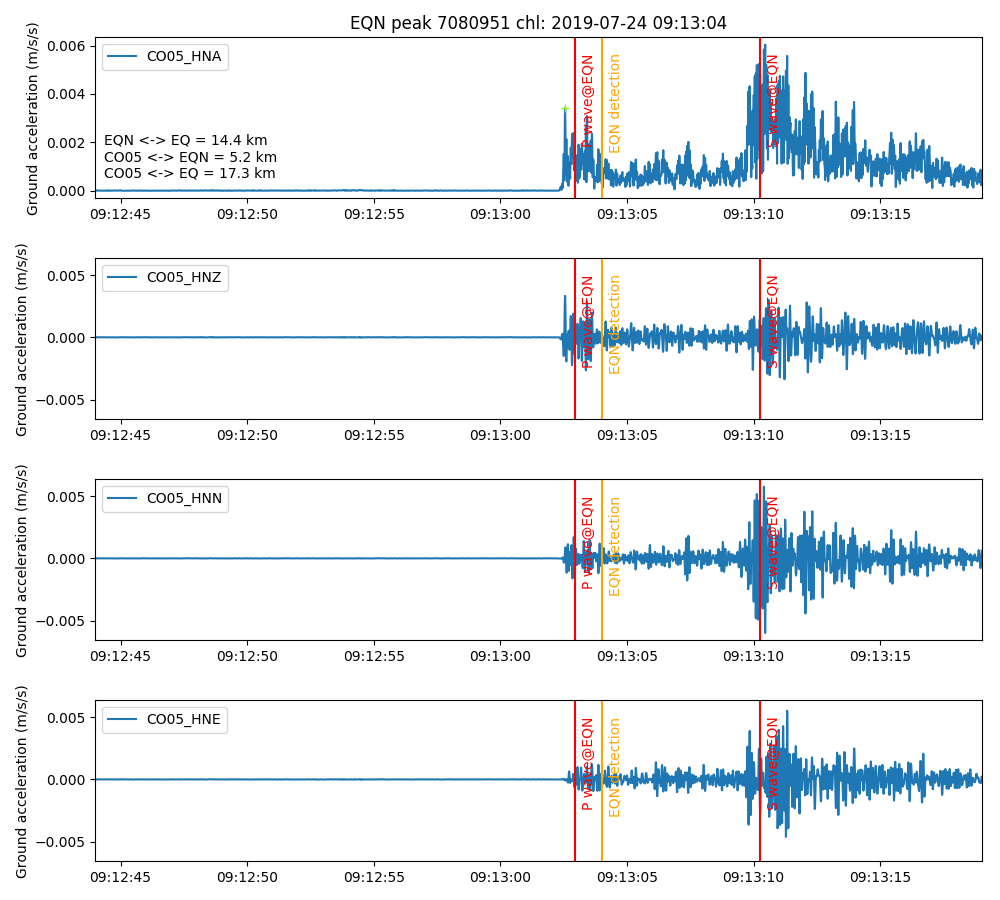 EQN peak 7080951 chl: 2019-07-24 09:13:04
Ground acceleration (m/s/s)
0.006
0.004
0.002
0.000
CO05_HNA
EQN <-> EQ = 14.4 km
CO05 <-> EQN = 5.2 km
CO05 <-> EQ = 17.3 km
P wave@EQN
EQN detection
S wave@EQN
09:12:45 09:12:50 09:12:55 09:13:00 09:13:05 09:13:10 09:13:15
Ground acceleration (m/s/s)
0.005
0.000
−0.005
CO05_HNZ
P wave@EQN
EQN detection
S wave@EQN
09:12:45 09:12:50 09:12:55 09:13:00 09:13:05 09:13:10 09:13:15
Ground acceleration (m/s/s)
0.005
0.000
−0.005
CO05_HNN
P wave@EQN
EQN detection
S wave@EQN
09:12:45 09:12:50 09:12:55 09:13:00 09:13:05 09:13:10 09:13:15
Ground acceleration (m/s/s)
0.005
0.000
−0.005
CO05_HNE
P wave@EQN
EQN detection
S wave@EQN
09:12:45 09:12:50 09:12:55 09:13:00 09:13:05 09:13:10 09:13:15